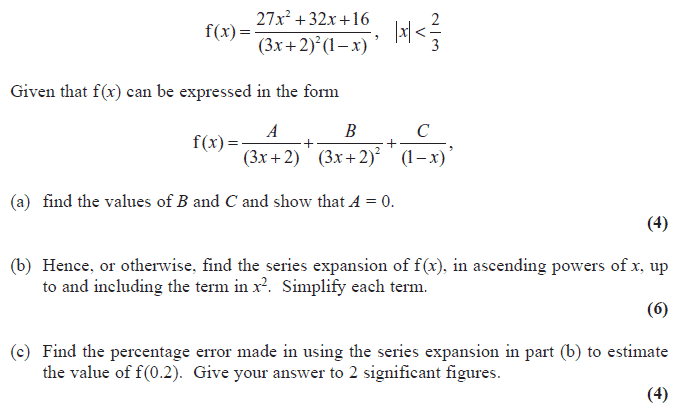 f(x) = \frac{27x² + 32x + 16}{(3x + 2)²(1 – x)}, |x| < \frac{2}{3}
Given that f(x) can be expressed in the form
f(x) = \frac{A}{(3x + 2)} + \frac{B}{(3x + 2)²} + \frac{C}{(1 – x)},
(a) find the values of B and C and show that A = 0.
(4)
(b) Hence, or otherwise, find the series expansion of f(x), in ascending powers of x, up
to and including the term in x². Simplify each term.
(6)
(c) Find the percentage error made in using the series expansion in part (b) to estimate
the value of f(0.2). Give your answer to 2 significant figures.
(4)